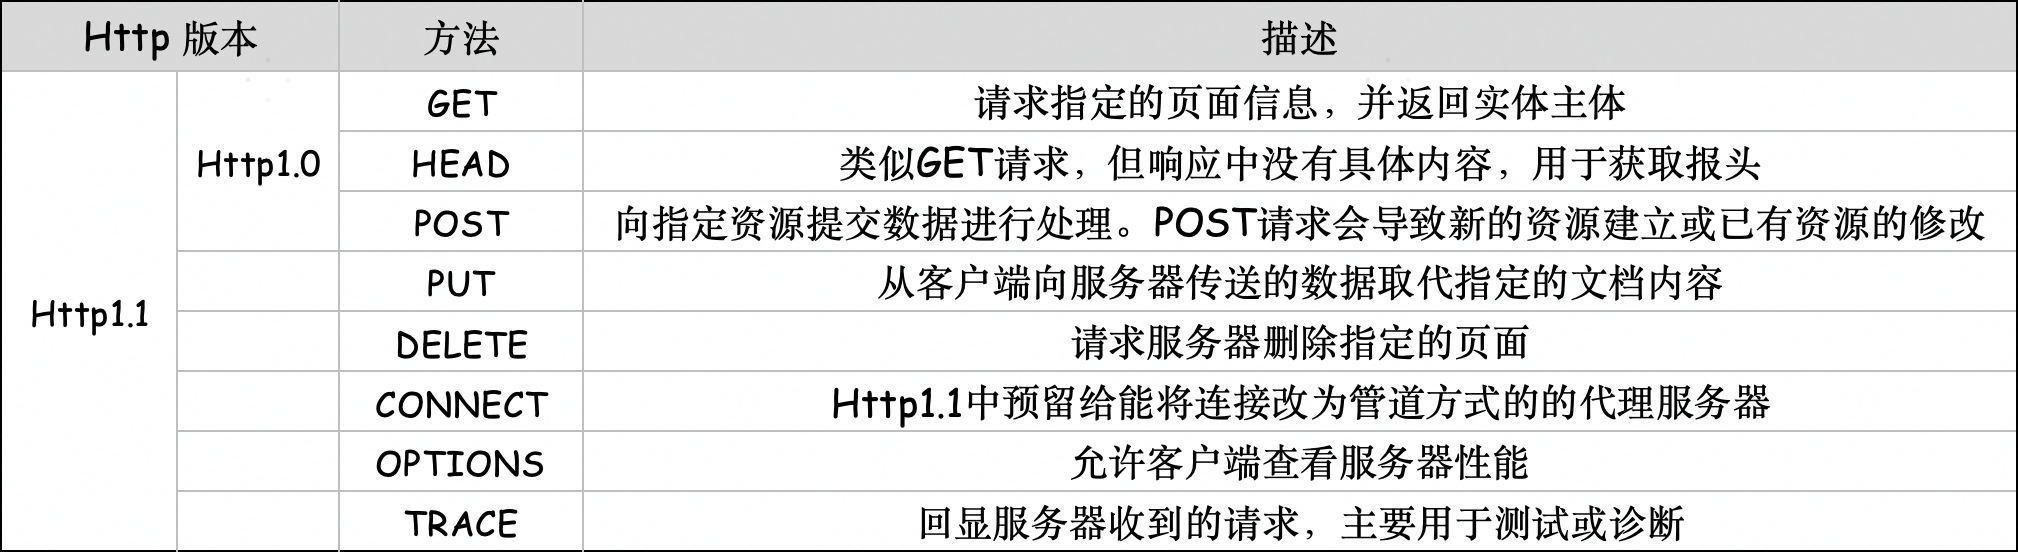 Http 版本 方法 描述
GET 请求指定的页面信息，并返回实体主体
Http1.0 HEAD 类似GET请求，但响应中没有具体内容，用于获取报头
POST 向指定资源提交数据进行处理。POST请求会导致新的资源建立或已有资源的修改
PUT 从客户端向服务器传送的数据取代指定的文档内容
Http1.1
DELETE 请求服务器删除指定的页面
CONNECT Http1.1中预留给能将连接改为管道方式的的代理服务器
OPTIONS 允许客户端查看服务器性能
TRACE 回显服务器收到的请求，主要用于测试或诊断